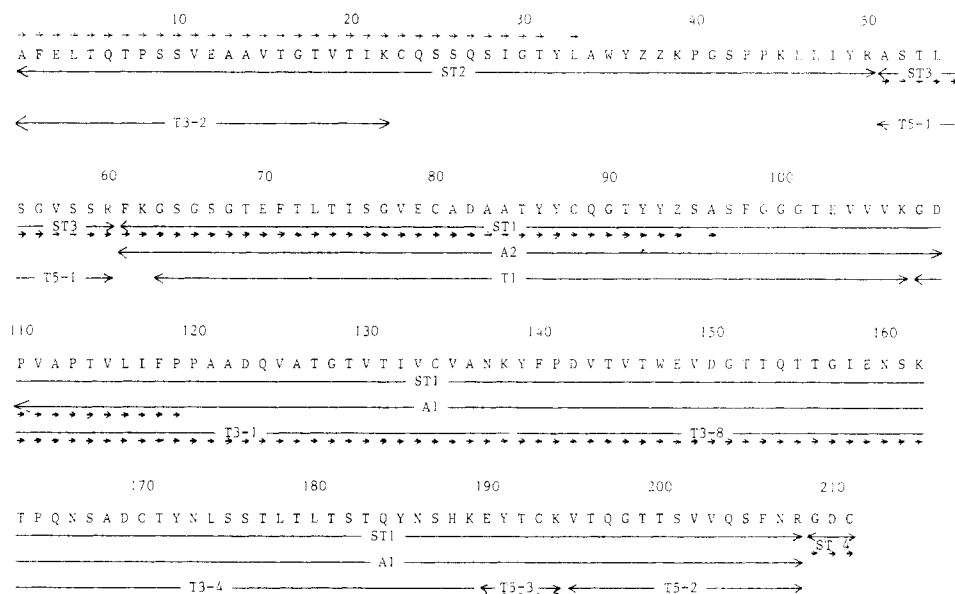 10 20 30 40 50
A F E L T Q T P S S V E A A V T G T V T I K C Q S S Q S I G T Y L A W Y Z Z K P G S P P K L L I Y R A S T L
ST2 ST3
T3-2 T5-1
60 70 80 90 100
S G V S S R F K G S G S G T E F T L T I S G V E C A D A A T Y Y C Q G T Y Y Z S A S F G G G T E V V V K G D
ST3 ST1
A2
T5-1 T1
110 120 130 140 150 160
P V A P T V L I F P P A A D Q V A T G T V T I V C V A N K Y F P D V T V T W E V D G T T Q T T G I E N S K
ST1
A1
T3-1 T3-8
170 180 190 200 210
T P Q N S A D C T Y N L S S T L T L T S T Q Y N S H K E Y T C K V T Q G T T S V V Q S F N R G D C
ST1 ST 4
A1
T3-4 T5-3 T5-2